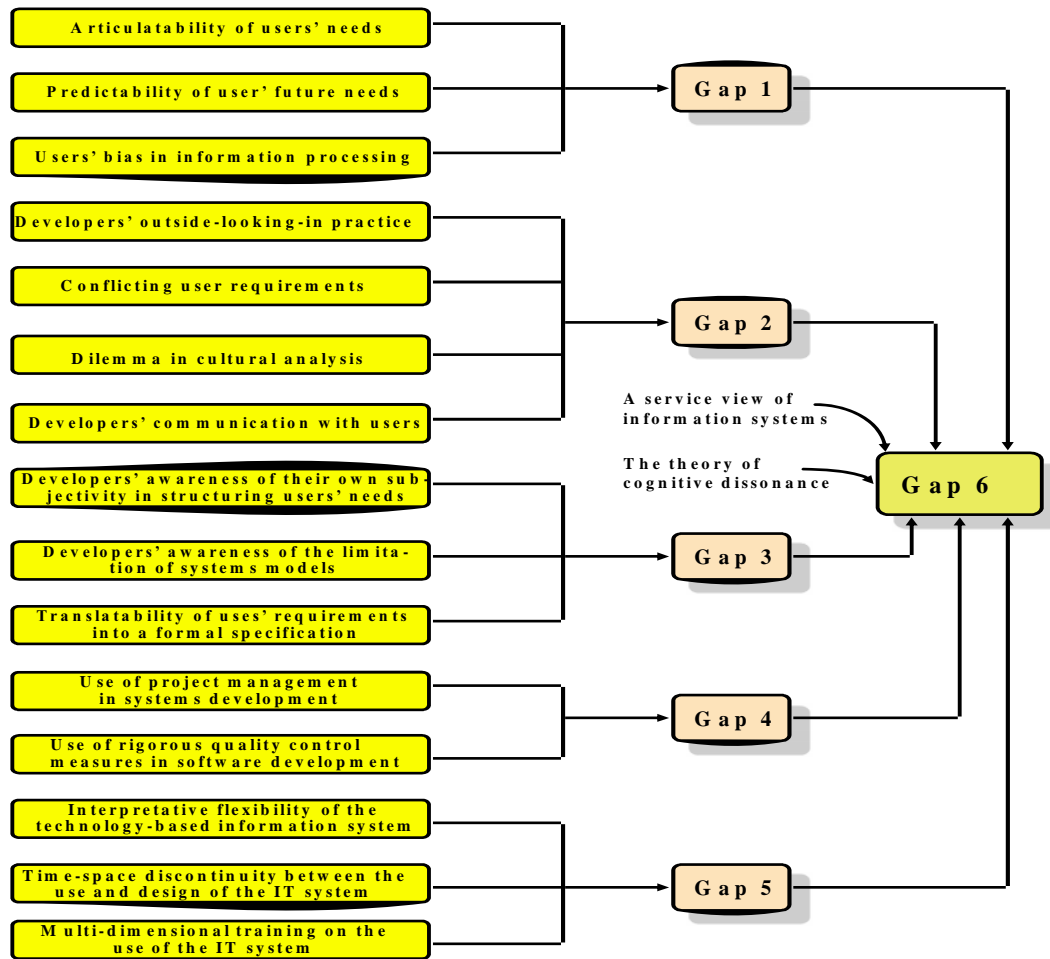 Articulatability of users' needs
Predictability of user' future needs
Users' bias in information processing
Gap 1
Developers' outside-looking-in practice
Conflicting user requirements
Dilemma in cultural analysis
Developers' communication with users
Gap 2
A service view of
information systems
The theory of
cognitive dissonance
Gap 6
Developers' awareness of their own sub-
jectivity in structuring users' needs
Developers' awareness of the limita-
tion of systems models
Translatability of uses' requirements
into a formal specification
Gap 3
Use of project management
in systems development
Use of rigorous quality control
measures in software development
Gap 4
Interpretative flexibility of the
technology-based information system
Time-space discontinuity between the
use and design of the IT system
Multi-dimensional training on the
use of the IT system
Gap 5